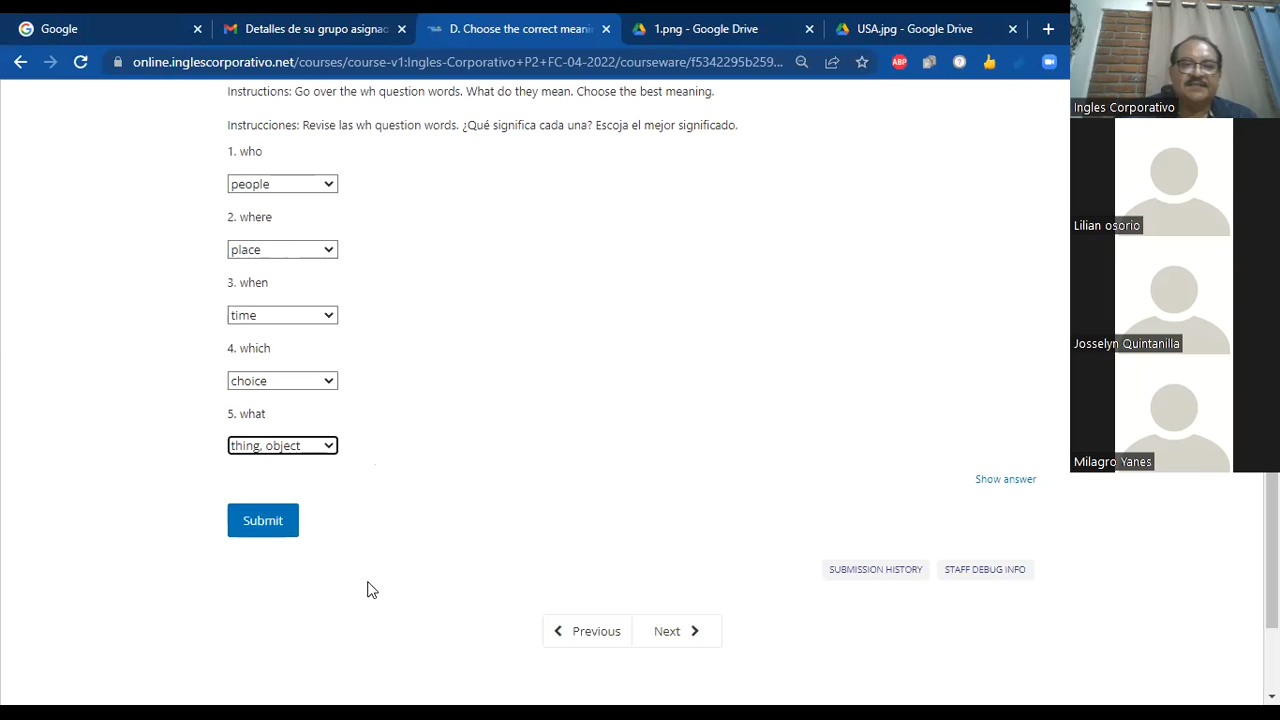 Google
Detalles de su grupo asignac
D. Choose the correct meani
1.png - Google Drive
USA.jpg - Google Drive
online.inglescorporativo.net/courses/course-v1:Ingles-Corporativo+P2+FC-04-2022/courseware/f5342295b259...
ABP
Instructions: Go over the wh question words. What do they mean. Choose the best meaning.
Instrucciones: Revise las wh question words. ¿Qué significa cada una? Escoja el mejor significado.
1. who
people
2. where
place
3. when
time
4. which
choice
5. what
thing, object
Show answer
Submit
SUBMISSION HISTORY
STAFF DEBUG INFO
Previous
Next
Ingles Corporativo
Lilian osorio
Josselyn Quintanilla
Milagro Yanes